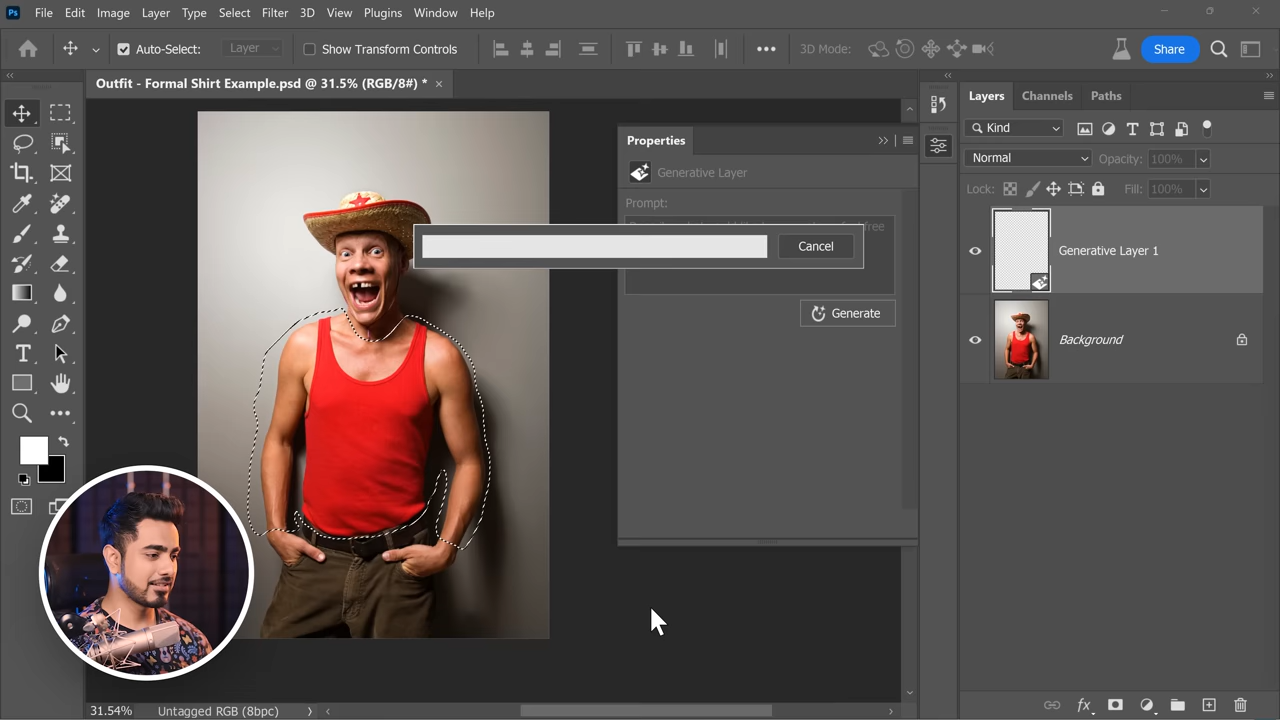 Ps File Edit Image Layer Type Select Filter 3D View Plugins Window Help
Auto-Select: Layer Show Transform Controls 3D Mode: Share
Outfit - Formal Shirt Example.psd @ 31.5% (RGB/8#) * ×
Properties
Generative Layer
Prompt:
free
Cancel
Generate
Layers Channels Paths
Kind
Normal Opacity: 100%
Lock: Fill: 100%
Generative Layer 1
Background
31.54% Untagged RGB (8bpc)